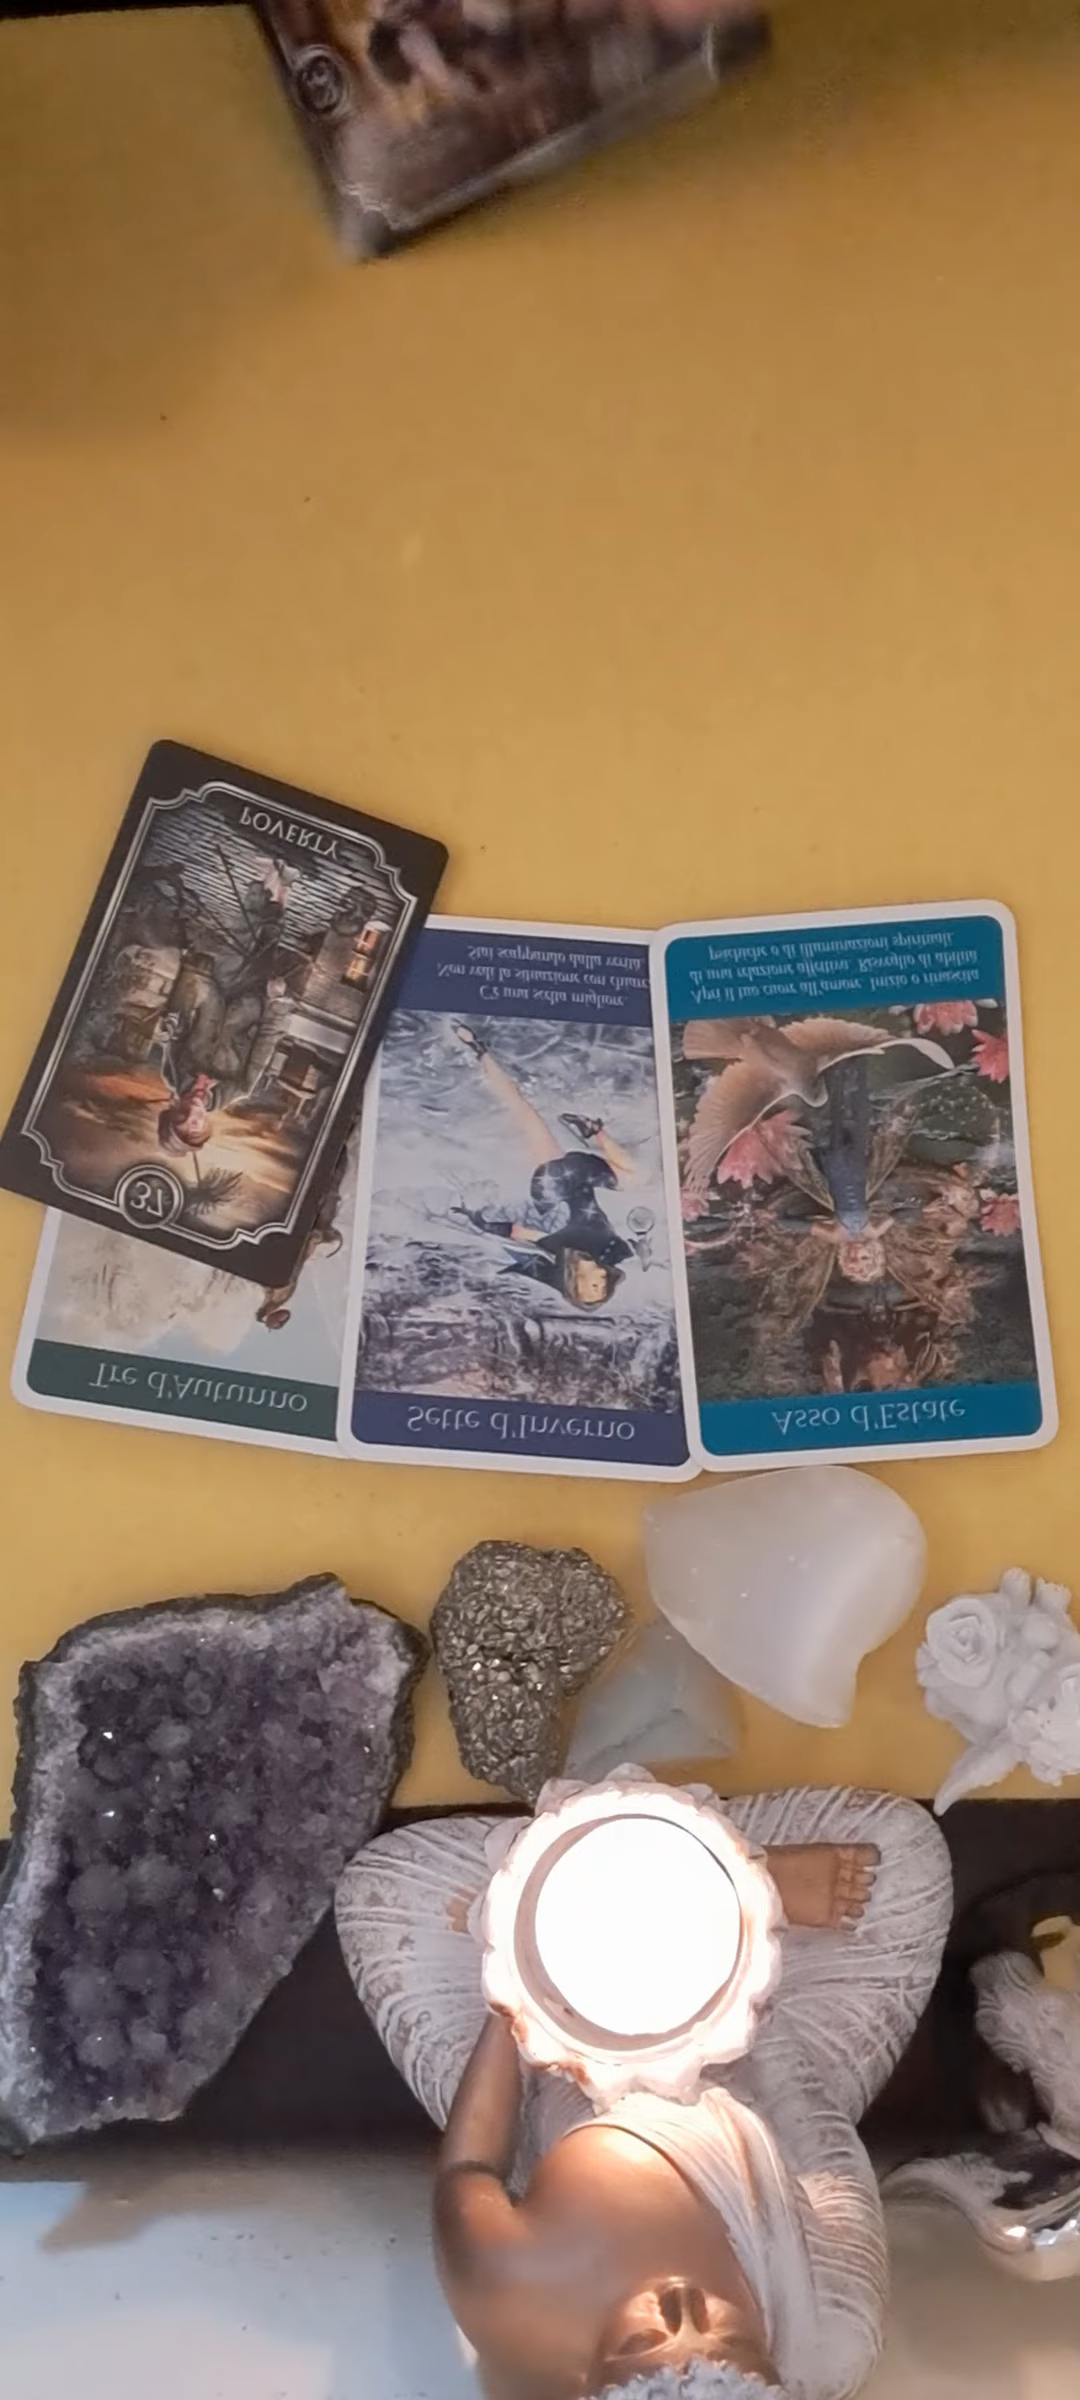 37
POVERTY
Tre d'Autunno
Sette d'Inverno
C'è una scelta migliore.
Non vedi la situazione con chiare
Stai scappando dalla verità.
Asso d'Estate
Apri il tuo cuore all'amore. Inizio o rinascita
di una relazione affettiva. Risveglio di abilità
psichiche o di illuminazioni spirituali.